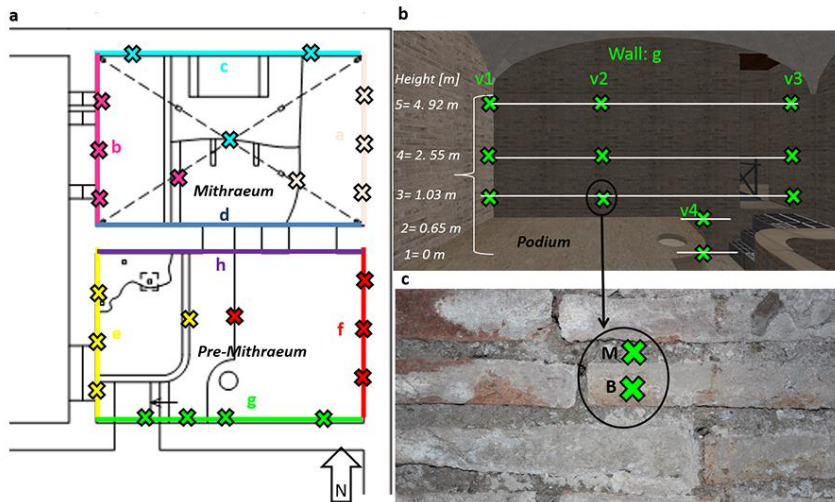 a
c
b
a
Mithraeum
d
h
e
f
Pre-Mithraeum
g
N
b
Wall: g
Height [m]
v1
v2
v3
5= 4. 92 m
4= 2. 55 m
3= 1.03 m
v4
2= 0.65 m
Podium
1= 0 m
c
M
B